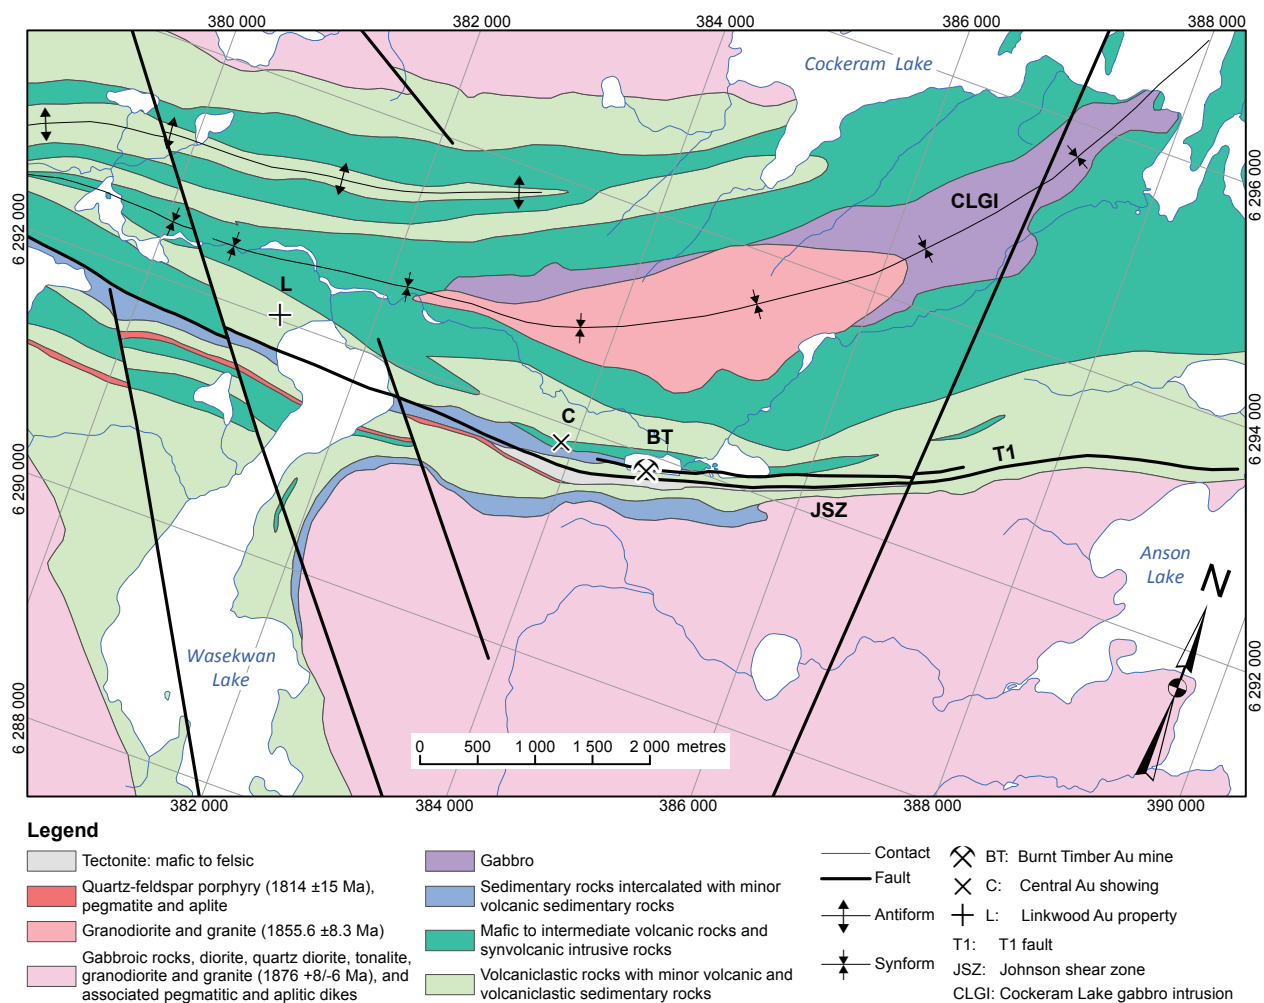 380 000
382 000
384 000
386 000
388 000
Cockeram Lake
6 296 000
CLGI
6 292 000
L
6 294 000
C
BT
T1
6 290 000
JSZ
Anson
Lake
N
Wasekwan
Lake
6 292 000
6 288 000
0 500 1 000 1 500 2 000 metres
382 000
384 000
386 000
388 000
390 000
Legend
Tectonite: mafic to felsic
Quartz-feldspar porphyry (1814 ±15 Ma),
pegmatite and aplite
Granodiorite and granite (1855.6 ±8.3 Ma)
Gabbroic rocks, diorite, quartz diorite, tonalite,
granodiorite and granite (1876 +8/-6 Ma), and
associated pegmatitic and aplitic dikes
Gabbro
Sedimentary rocks intercalated with minor
volcanic sedimentary rocks
Mafic to intermediate volcanic rocks and
synvolcanic intrusive rocks
Volcaniclastic rocks with minor volcanic and
volcaniclastic sedimentary rocks
Contact
Fault
Antiform
Synform
BT: Burnt Timber Au mine
C: Central Au showing
L: Linkwood Au property
T1: T1 fault
JSZ: Johnson shear zone
CLGI: Cockeram Lake gabbro intrusion